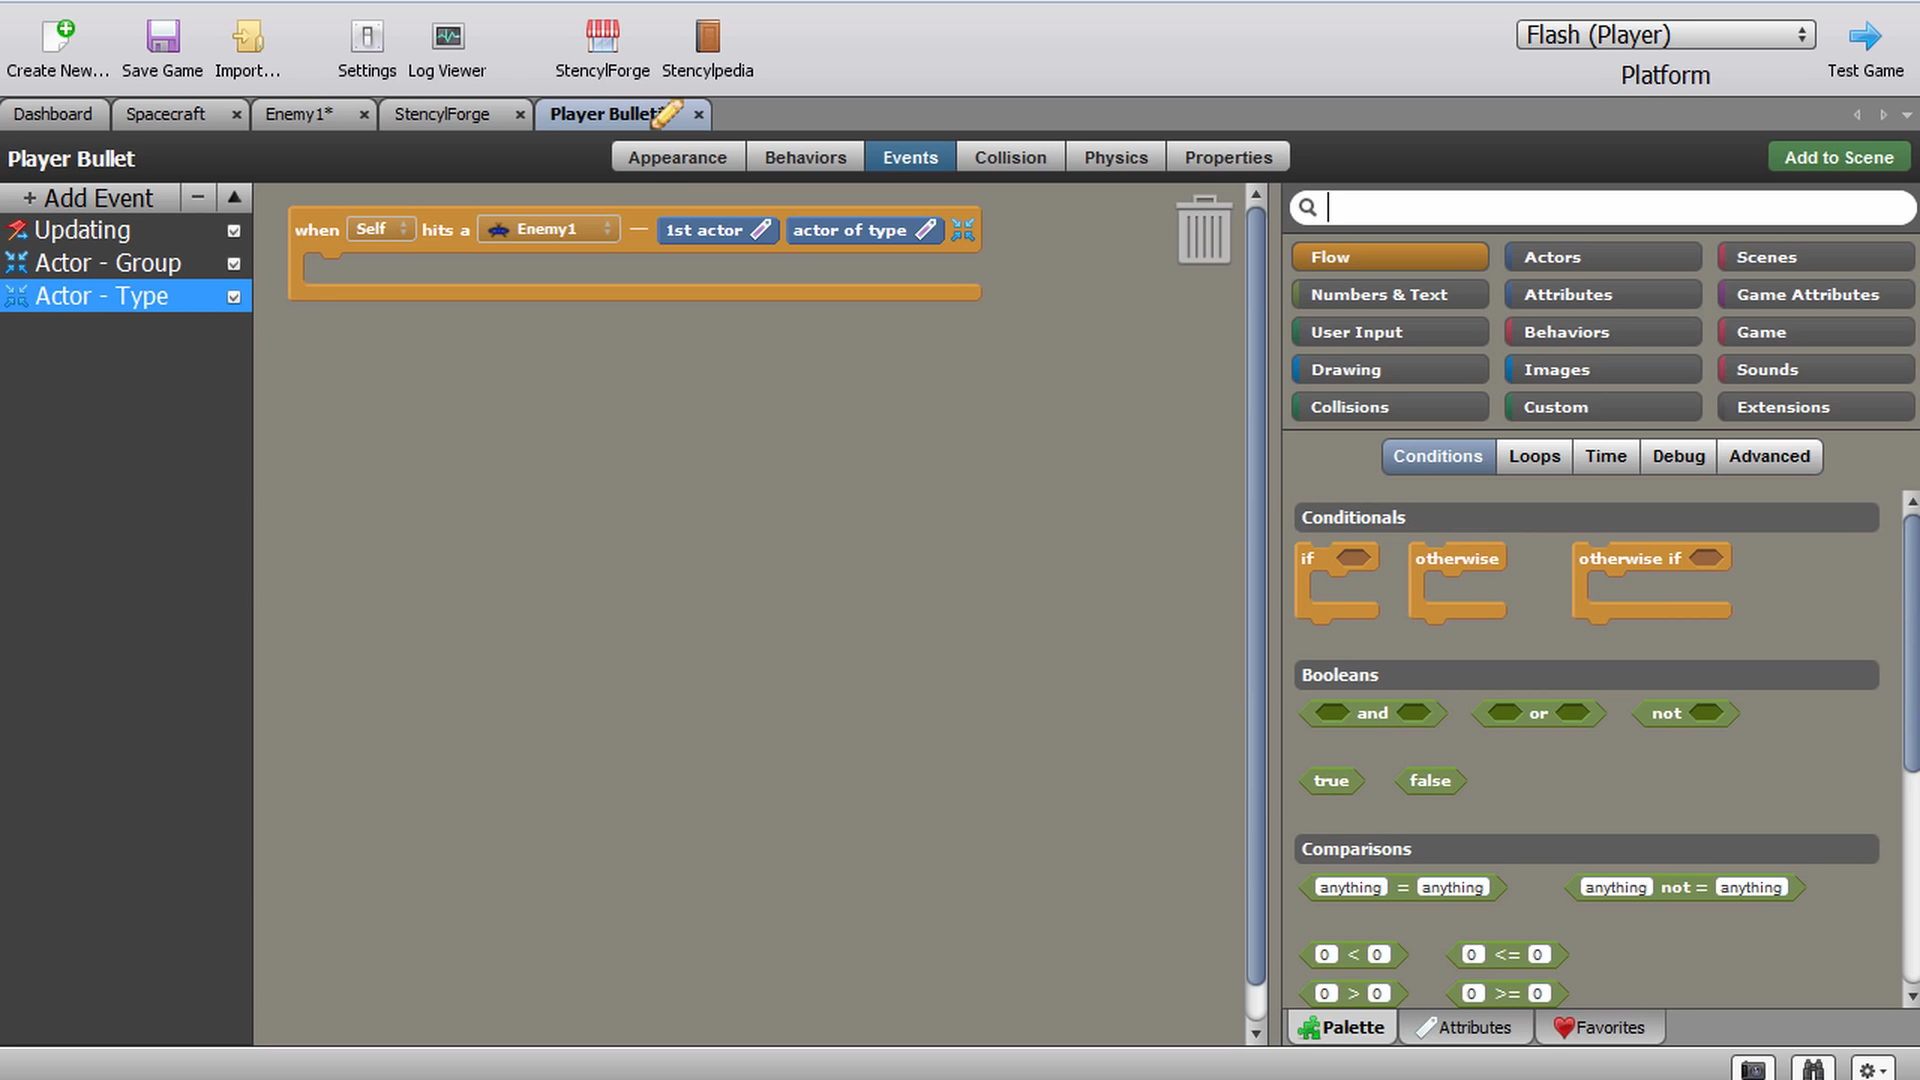 Create New... Save Game Import... Settings Log Viewer StencylForge Stencylpedia Flash (Player) Platform Test Game
Dashboard Spacecraft Enemy1* StencylForge Player Bullet
Player Bullet Appearance Behaviors Events Collision Physics Properties Add to Scene
+ Add Event
Updating
Actor - Group
Actor - Type
when Self hits a Enemy1 — 1st actor actor of type
Flow Actors Scenes
Numbers & Text Attributes Game Attributes
User Input Behaviors Game
Drawing Images Sounds
Collisions Custom Extensions
Conditions Loops Time Debug Advanced
Conditionals
if otherwise otherwise if
Booleans
and or not
true false
Comparisons
anything = anything anything not = anything
0 < 0 0 <= 0
0 > 0 0 >= 0
Palette Attributes Favorites